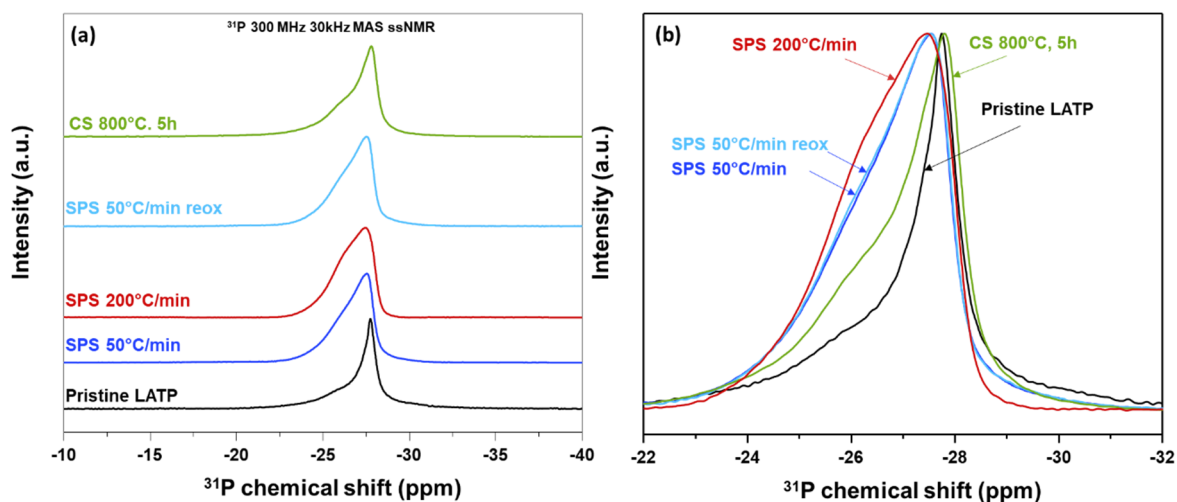 (a)
³¹P 300 MHz 30kHz MAS ssNMR
CS 800°C. 5h
SPS 50°C/min reox
SPS 200°C/min
SPS 50°C/min
Pristine LATP
Intensity (a.u.)
-10 -15 -20 -25 -30 -35 -40
³¹P chemical shift (ppm)
(b)
SPS 200°C/min
CS 800°C, 5h
Pristine LATP
SPS 50°C/min reox
SPS 50°C/min
Intensity (a.u.)
-22 -24 -26 -28 -30 -32
³¹P chemical shift (ppm)